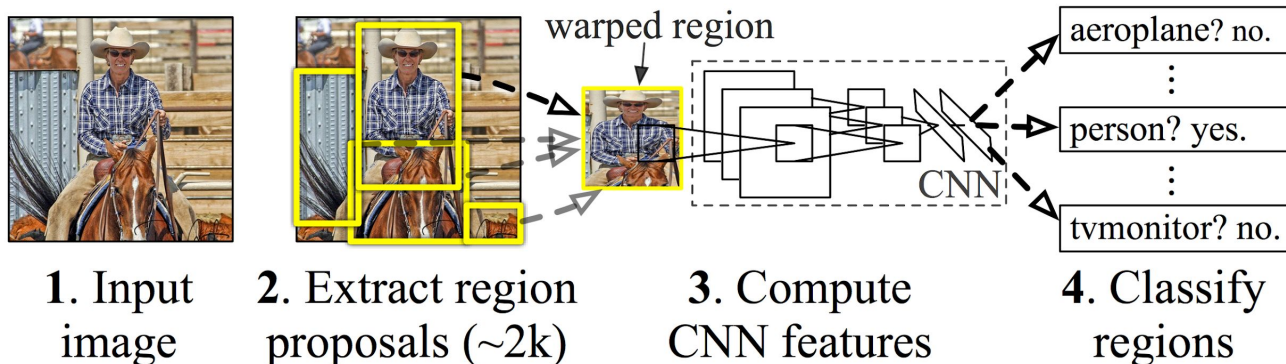 warped region
aeroplane? no.
⋮
person? yes.
CNN
⋮
tvmonitor? no.
1. Input
image
2. Extract region
proposals (~2k)
3. Compute
CNN features
4. Classify
regions